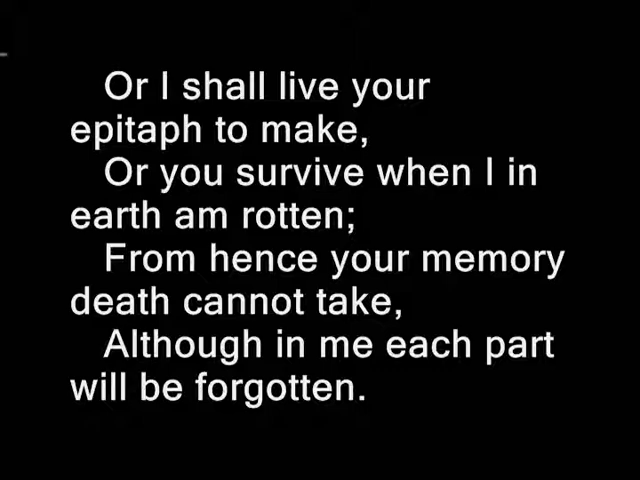 Or I shall live your
epitaph to make,
Or you survive when I in
earth am rotten;
From hence your memory
death cannot take,
Although in me each part
will be forgotten.